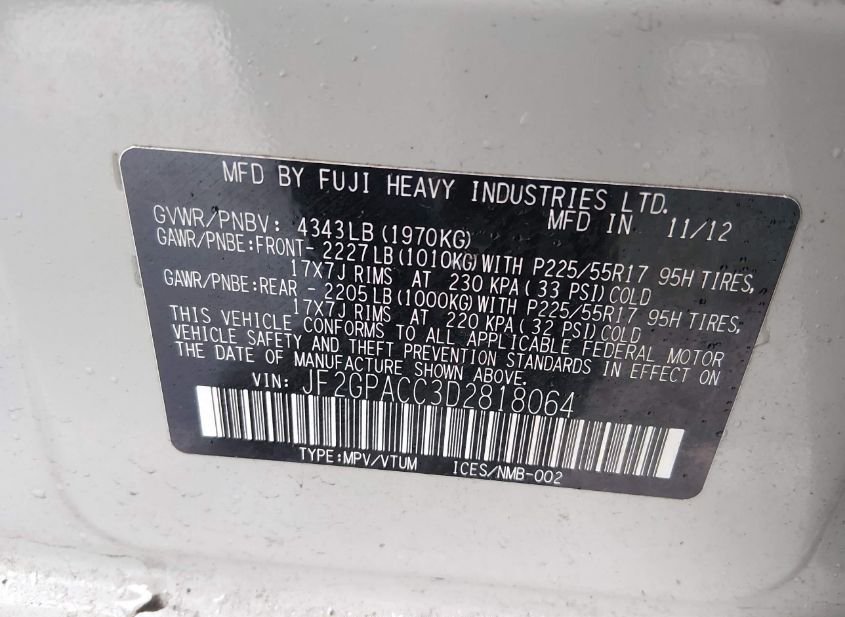 MFD BY FUJI HEAVY INDUSTRIES LTD.
MFD IN 11/12
GVWR/PNBV: 4343LB(1970KG)
GAWR/PNBE:FRONT- 2227LB(1010KG)WITH P225/55R17 95H TIRES,
17X7J RIMS AT 230 KPA(33 PSI)COLD
GAWR/PNBE:REAR - 2205LB(1000KG)WITH P225/55R17 95H TIRES,
17X7J RIMS AT 220 KPA(32 PSI)COLD
THIS VEHICLE CONFORMS TO ALL APPLICABLE FEDERAL MOTOR
VEHICLE SAFETY AND THEFT PREVENTION STANDARDS IN EFFECT ON
THE DATE OF MANUFACTURE SHOWN ABOVE.
VIN: JF2GPACC3D2818064
TYPE:MPV/VTUM ICES/NMB-002